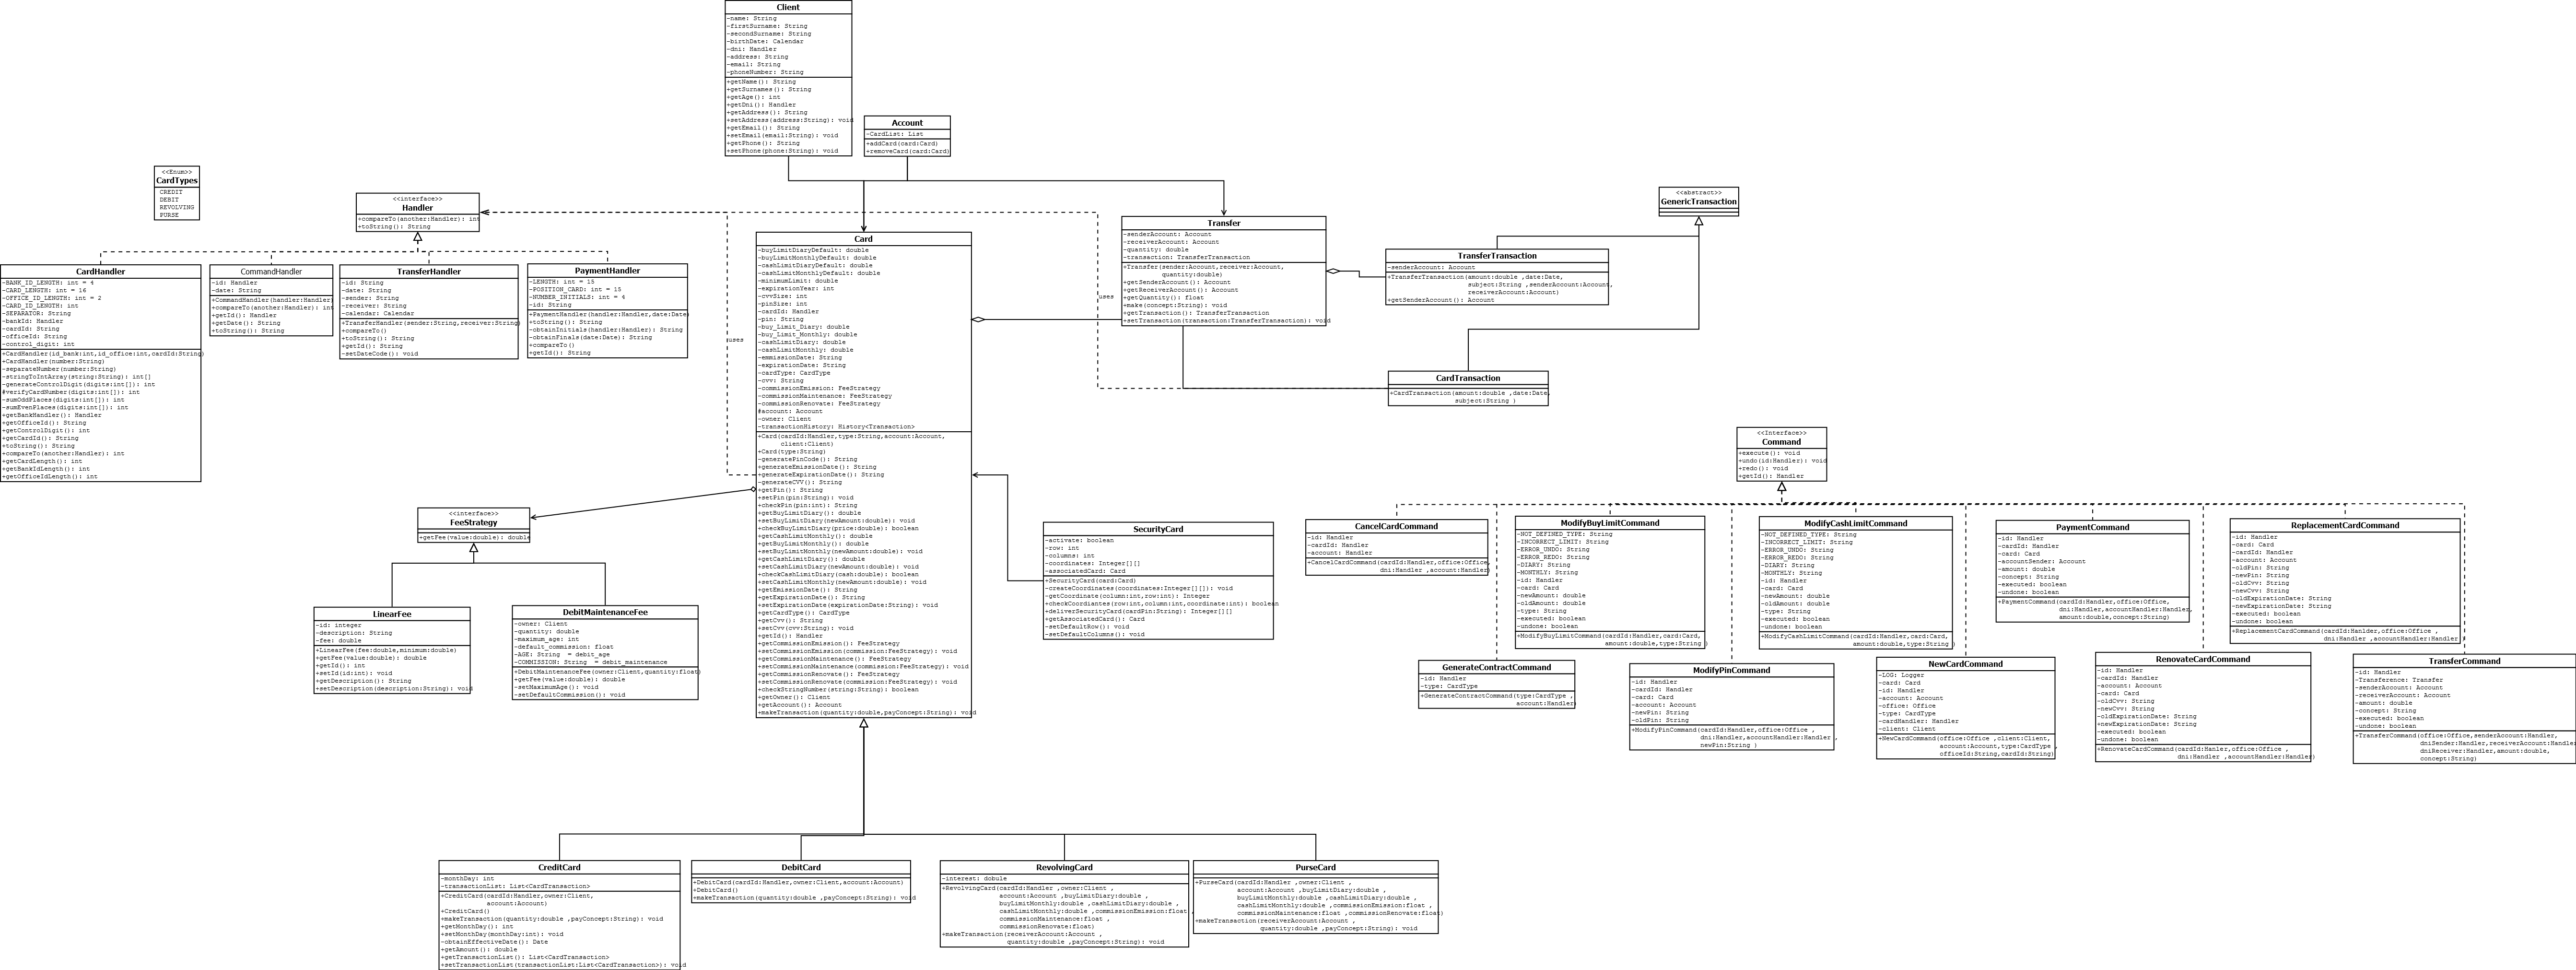 Client
-name: String
-firstSurname: String
-secondSurname: String
-birthDate: Calendar
-dni: Handler
-address: String
-email: String
-phoneNumber: String
+getName(): String
+getSurnames(): String
+getAge(): int
+getDni(): Handler
+getAddress(): String
+setAddress(address:String): void
+getEmail(): String
+setEmail(email:String): void
+getPhone(): String
+setPhone(phone:String): void
Account
-CardList: List
+addCard(card:Card)
+removeCard(card:Card)
<<Enum>>
CardTypes
CREDIT
DEBIT
REVOLVING
PURSE
<<interface>>
Handler
+compareTo(another:Handler): int
+toString(): String
<<abstract>>
GenericTransaction
CardHandler
-BANK_ID_LENGTH: int = 4
-CARD_LENGTH: int = 16
-OFFICE_ID_LENGTH: int = 2
-CARD_ID_LENGTH: int
-SEPARATOR: String
-bankId: Handler
-cardId: String
-officeId: String
-control_digit: int
+CardHandler(id_bank:int,id_office:int,cardId:String)
+CardHandler(number:String)
-separateNumber(number:String)
-stringToIntArray(string:String): int[]
-generateControlDigit(digits:int[]): int
#verifyCardNumber(digits:int[]): int
-sumOddPlaces(digits:int[]): int
-sumEvenPlaces(digits:int[]): int
+getBankHandler(): Handler
+getOfficeId(): String
+getControlDigit(): int
+getCardId(): String
+toString(): String
+compareTo(another:Handler): int
+getCardLength(): int
+getBankIdLength(): int
+getOfficeIdLength(): int
CommandHandler
-id: Handler
-date: String
+CommandHandler(handler:Handler)
+compareTo(another:Handler): int
+getId(): Handler
+getDate(): String
+toString(): String
TransferHandler
-id: String
-date: String
-sender: String
-receiver: String
-calendar: Calendar
+TransferHandler(sender:String,receiver:String)
+compareTo()
+toString(): String
+getId(): String
-setDateCode(): void
PaymentHandler
-LENGTH: int = 15
-POSITION_CARD: int = 15
-NUMBER_INITIALS: int = 4
-id: String
+PaymentHandler(handler:Handler,date:Date)
+toString(): String
-obtainInitials(handler:Handler): String
-obtainFinals(date:Date): String
+compareTo()
+getId(): String
uses
Card
-buyLimitDiaryDefault: double
-buyLimitMonthlyDefault: double
-cashLimitDiaryDefault: double
-cashLimitMonthlyDefault: double
-minimumLimit: double
-expirationYear: int
-cvvSize: int
-pinSize: int
-cardId: Handler
-pin: String
-buy_Limit_Diary: double
-buy_Limit_Monthly: double
-cashLimitDiary: double
-cashLimitMonthly: double
-emmissionDate: String
-expirationDate: String
-cardType: CardType
-cvv: String
-commissionEmission: FeeStrategy
-commissionMaintenance: FeeStrategy
-commissionRenovate: FeeStrategy
#account: Account
-owner: Client
-transactionHistory: History<Transaction>
+Card(cardId:Handler,type:String,account:Account,
client:Client)
+Card(type:String)
-generatePinCode(): String
+generateEmissionDate(): String
+generateExpirationDate(): String
-generateCVV(): String
+getPin(): String
+setPin(pin:String): void
+checkPin(pin:int): String
+getBuyLimitDiary(): double
+setBuyLimitDiary(newAmount:double): void
+checkBuyLimitDiary(price:double): boolean
+getCashLimitMonthly(): double
+getBuyLimitMonthly(): double
+setBuyLimitMonthly(newAmount:double): void
+getCashLimitDiary(): double
+setCashLimitDiary(newAmount:double): void
+checkCashLimitDiary(cash:double): boolean
+setCashLimitMonthly(newAmount:double): void
+getEmissionDate(): String
+getExpirationDate(): String
+setExpirationDate(expirationDate:String): void
+getCardType(): CardType
+getCvv(): String
+setCvv(cvv:String): void
+getId(): Handler
+getCommissionEmission(): FeeStrategy
+setCommissionEmission(commission:FeeStrategy): void
+getCommissionMaintenance(): FeeStrategy
+setCommissionMaintenance(commission:FeeStrategy): void
+getCommissionRenovate(): FeeStrategy
+setCommissionRenovate(commission:FeeStrategy): void
+checkStringNumber(string:String): boolean
+getOwner(): Client
+getAccount(): Account
+makeTransaction(quantity:double,payConcept:String): void
uses
Transfer
-senderAccount: Account
-receiverAccount: Account
-quantity: double
-transaction: TransferTransaction
+Transfer(sender:Account,receiver:Account,
quantity:double)
+getSenderAccount(): Account
+getReceiverAccount(): Account
+getQuantity(): float
+make(concept:String): void
+getTransaction(): TransferTransaction
+setTransaction(transaction:TransferTransaction): void
TransferTransaction
-senderAccount: Account
+TransferTransaction(amount:double ,date:Date,
subject:String ,senderAccount:Account,
receiverAccount:Account)
+getSenderAccount(): Account
CardTransaction
+CardTransaction(amount:double ,date:Date,
subject:String )
<<Interface>>
Command
+execute(): void
+undo(id:Handler): void
+redo(): void
+getId(): Handler
<<interface>>
FeeStrategy
+getFee(value:double): double
LinearFee
-id: integer
-description: String
-fee: double
+LinearFee(fee:double,minimum:double)
+getFee(value:double): double
+getId(): int
+setId(id:int): void
+getDescription(): String
+setDescription(description:String): void
DebitMaintenanceFee
-owner: Client
-quantity: double
-maximum_age: int
-default_commission: float
-AGE: String = debit_age
-COMMISSION: String = debit_maintenance
+DebitMaintenanceFee(owner:Client,quantity:float)
+getFee(value:double): double
-setMaximumAge(): void
-setDefaultCommission(): void
SecurityCard
-activate: boolean
-row: int
-columns: int
-coordinates: Integer[][]
-associatedCard: Card
+SecurityCard(card:Card)
-createCoordinates(coordinates:Integer[][]): void
-getCoordinate(column:int,row:int): Integer
+checkCoordiantes(row:int,column:int,coordinate:int): boolean
+deliverSecurityCard(cardPin:String): Integer[][]
+getAssociatedCard(): Card
-setDefaultRow(): void
-setDefaultColumns(): void
CancelCardCommand
-id: Handler
-cardId: Handler
-account: Handler
+CancelCardCommand(cardId:Handler,office:Office,
dni:Handler ,account:Handler)
ModifyBuyLimitCommand
-NOT_DEFINED_TYPE: String
-INCORRECT_LIMIT: String
-ERROR_UNDO: String
-ERROR_REDO: String
-DIARY: String
-MONTHLY: String
-id: Handler
-card: Card
-newAmount: double
-oldAmount: double
-type: String
-executed: boolean
-undone: boolean
+ModifyBuyLimitCommand(cardId:Handler,card:Card,
amount:double,type:String )
ModifyCashLimitCommand
-NOT_DEFINED_TYPE: String
-INCORRECT_LIMIT: String
-ERROR_UNDO: String
-ERROR_REDO: String
-DIARY: String
-MONTHLY: String
-id: Handler
-card: Card
-newAmount: double
-oldAmount: double
-type: String
-executed: boolean
-undone: boolean
+ModifyCashLimitCommand(cardId:Handler,card:Card,
amount:double,type:String )
PaymentCommand
-id: Handler
-cardId: Handler
-card: Card
-accountSender: Account
-amount: double
-concept: String
-executed: boolean
-undone: boolean
+PaymentCommand(cardId:Handler,office:Office,
dni:Handler,accountHandler:Handler,
amount:double,concept:String)
ReplacementCardCommand
-id: Handler
-card: Card
-cardId: Handler
-account: Account
-oldPin: String
-newPin: String
-oldCvv: String
-newCvv: String
-oldExpirationDate: String
-newExpirationDate: String
-executed: boolean
-undone: boolean
+ReplacementCardCommand(cardId:Hanlder,office:Office ,
dni:Handler ,accountHandler:Handler)
GenerateContractCommand
-id: Handler
-type: CardType
+GenerateContractCommand(type:CardType ,
account:Handler)
ModifyPinCommand
-id: Handler
-cardId: Handler
-card: Card
-account: Account
-newPin: String
-oldPin: String
+ModifyPinCommand(cardId:Handler,office:Office ,
dni:Handler,accountHandler:Handler ,
newPin:String )
NewCardCommand
-LOG: Logger
-card: Card
-id: Handler
-account: Account
-office: Office
-type: CardType
-cardHandler: Handler
-client: Client
+NewCardCommand(office:Office ,client:Client,
account:Account,type:CardType ,
officeId:String,cardId:String)
RenovateCardCommand
-id: Handler
-cardId: Handler
-account: Account
-card: Card
-oldCvv: String
-newCvv: String
-oldExpirationDate: String
+newExpirationDate: String
-executed: boolean
-undone: boolean
+RenovateCardCommand(cardId:Hanler,office:Office ,
dni:Handler ,accountHandler:Handler)
TransferCommand
-id: Handler
-Transference: Transfer
-senderAccount: Account
-receiverAccount: Account
-amount: double
-concept: String
-executed: boolean
-undone: boolean
+TransferCommand(office:Office,senderAccount:Handler,
dniSender:Handler,receiverAccount:Handler
dniReceiver:Handler,amount:double,
concept:String)
CreditCard
-monthDay: int
-transactionList: List<CardTransaction>
+CreditCard(cardId:Handler,owner:Client,
account:Account)
+CreditCard()
+makeTransaction(quantity:double ,payConcept:String): void
+getMonthDay(): int
+setMonthDay(monthDay:int): void
-obtainEffectiveDate(): Date
+getAmount(): double
+getTransactionList(): List<CardTransaction>
+setTransactionList(transactionList:List<CardTransaction>): void
DebitCard
+DebitCard(cardId:Handler,owner:Client,account:Account)
+DebitCard()
+makeTransaction(quantity:double ,payConcept:String): void
RevolvingCard
-interest: dobule
+RevolvingCard(cardId:Handler ,owner:Client ,
account:Account ,buyLimitDiary:double ,
buyLimitMonthly:double ,cashLimitDiary:double ,
cashLimitMonthly:double ,commissionEmission:float ,
commissionMaintenance:float ,
commissionRenovate:float)
+makeTransaction(receiverAccount:Account ,
quantity:double ,payConcept:String): void
PurseCard
+PurseCard(cardId:Handler ,owner:Client ,
account:Account ,buyLimitDiary:double ,
buyLimitMonthly:double ,cashLimitDiary:double ,
cashLimitMonthly:double ,commissionEmission:float ,
commissionMaintenance:float ,commissionRenovate:float)
+makeTransaction(receiverAccount:Account ,
quantity:double ,payConcept:String): void